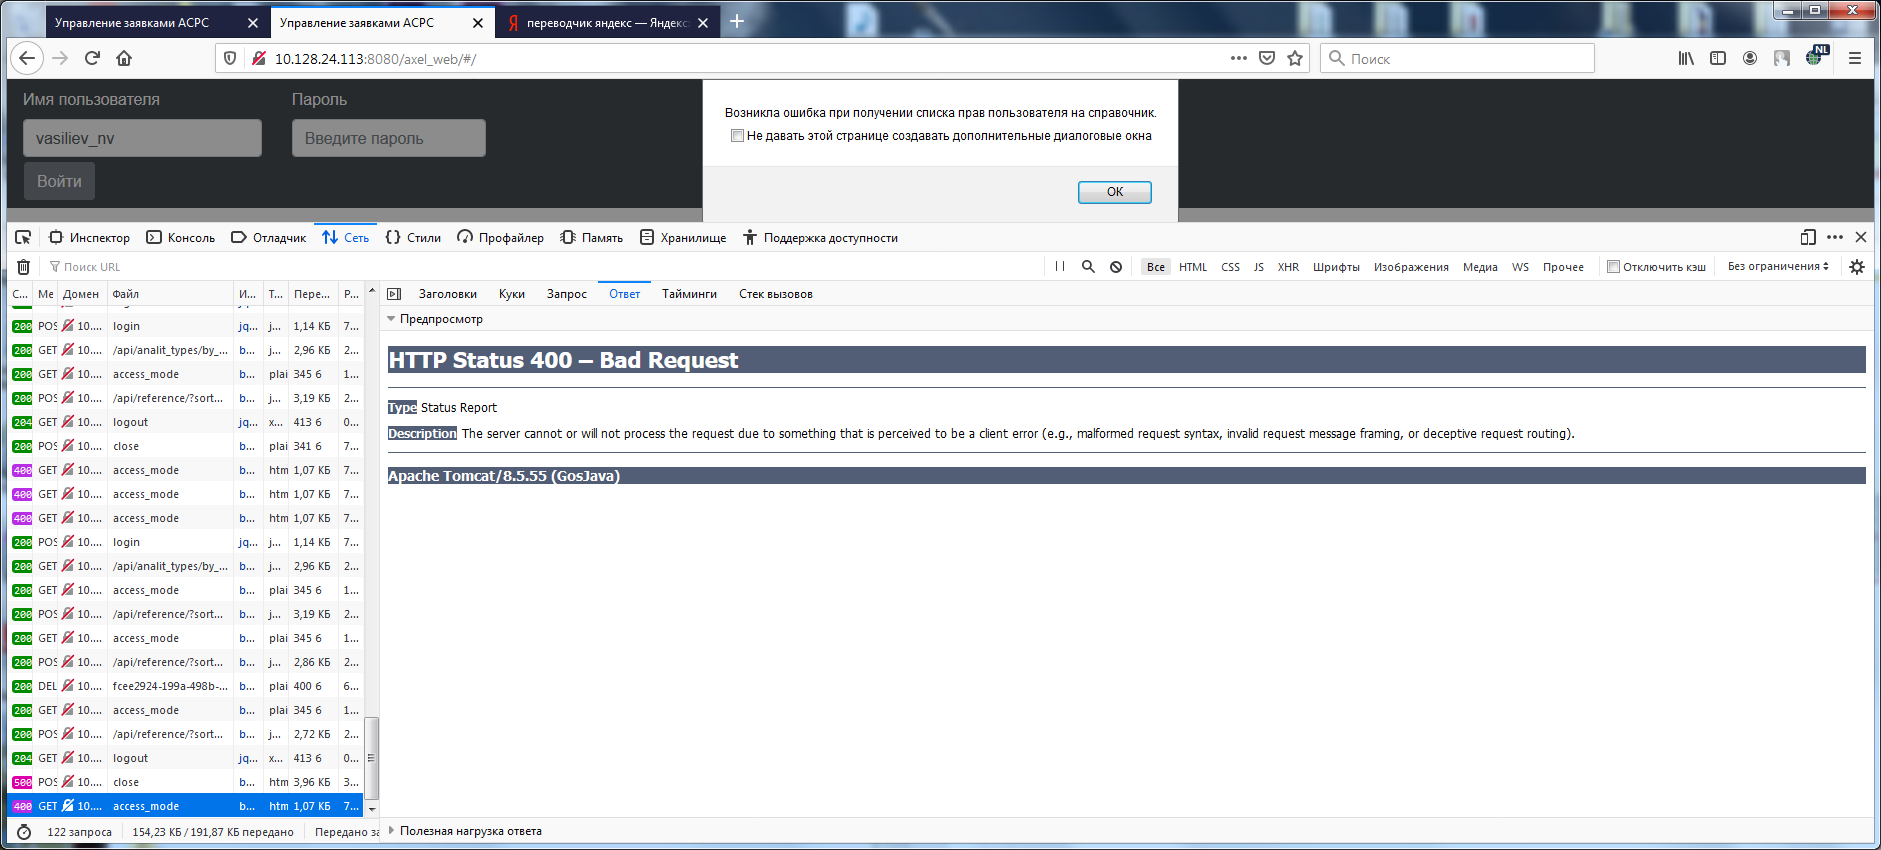 Управление заявками АСРС
Управление заявками АСРС
переводчик яндекс — Яндекс
10.128.24.113:8080/axel_web/#/
Поиск
NL
Имя пользователя
Пароль
vasiliev_nv
Введите пароль
Войти
Возникла ошибка при получении списка прав пользователя на справочник.
Не давать этой странице создавать дополнительные диалоговые окна
ОК
Инспектор Консоль Отладчик Сеть Стили Профайлер Память Хранилище Поддержка доступности
Поиск URL
Все HTML CSS JS XHR Шрифты Изображения Медиа WS Прочее Отключить кэш Без ограничения
С... Ме Домен Файл И... Т... Пере... Р...
Заголовки Куки Запрос Ответ Тайминги Стек вызовов
Предпросмотр
200 POS 10.... login jq... j... 1,14 КБ 7...
200 GET 10.... /api/analit_types/by_... b... j... 2,96 КБ 2...
200 GET 10.... access_mode b... plai 345 б 1...
200 POS 10.... /api/reference/?sort... b... j... 3,19 КБ 2...
204 GET 10.... logout jq... x... 413 б 0...
200 POS 10.... close b... plai 341 б 7...
400 GET 10.... access_mode b... htm 1,07 КБ 7...
400 GET 10.... access_mode b... htm 1,07 КБ 7...
400 GET 10.... access_mode b... htm 1,07 КБ 7...
200 POS 10.... login jq... j... 1,14 КБ 7...
200 GET 10.... /api/analit_types/by_... b... j... 2,96 КБ 2...
200 GET 10.... access_mode b... plai 345 б 1...
200 POS 10.... /api/reference/?sort... b... j... 3,19 КБ 2...
200 GET 10.... access_mode b... plai 345 б 1...
200 POS 10.... /api/reference/?sort... b... j... 2,86 КБ 2...
200 DEL 10.... fcee2924-199a-498b-... b... plai 400 б 6...
200 GET 10.... access_mode b... plai 345 б 1...
200 POS 10.... /api/reference/?sort... b... j... 2,72 КБ 2...
204 GET 10.... logout jq... x... 413 б 0...
500 POS 10.... close b... htm 3,96 КБ 3...
400 GET 10.... access_mode b... htm 1,07 КБ 7...
HTTP Status 400 – Bad Request
Type Status Report
Description The server cannot or will not process the request due to something that is perceived to be a client error (e.g., malformed request syntax, invalid request message framing, or deceptive request routing).
Apache Tomcat/8.5.55 (GosJava)
122 запроса 154,23 КБ / 191,87 КБ передано Передано за
Полезная нагрузка ответа